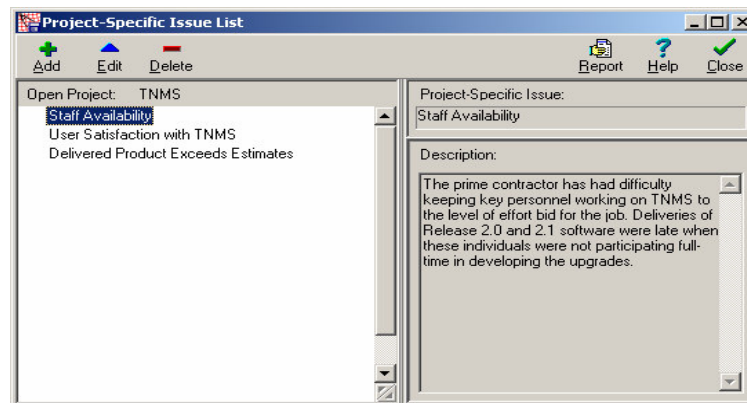 Project-Specific Issue List
Add Edit Delete Report Help Close
Open Project: TNMS
Staff Availability
User Satisfaction with TNMS
Delivered Product Exceeds Estimates
Project-Specific Issue:
Staff Availability
Description:
The prime contractor has had difficulty
keeping key personnel working on TNMS to
the level of effort bid for the job. Deliveries of
Release 2.0 and 2.1 software were late when
these individuals were not participating full-
time in developing the upgrades.